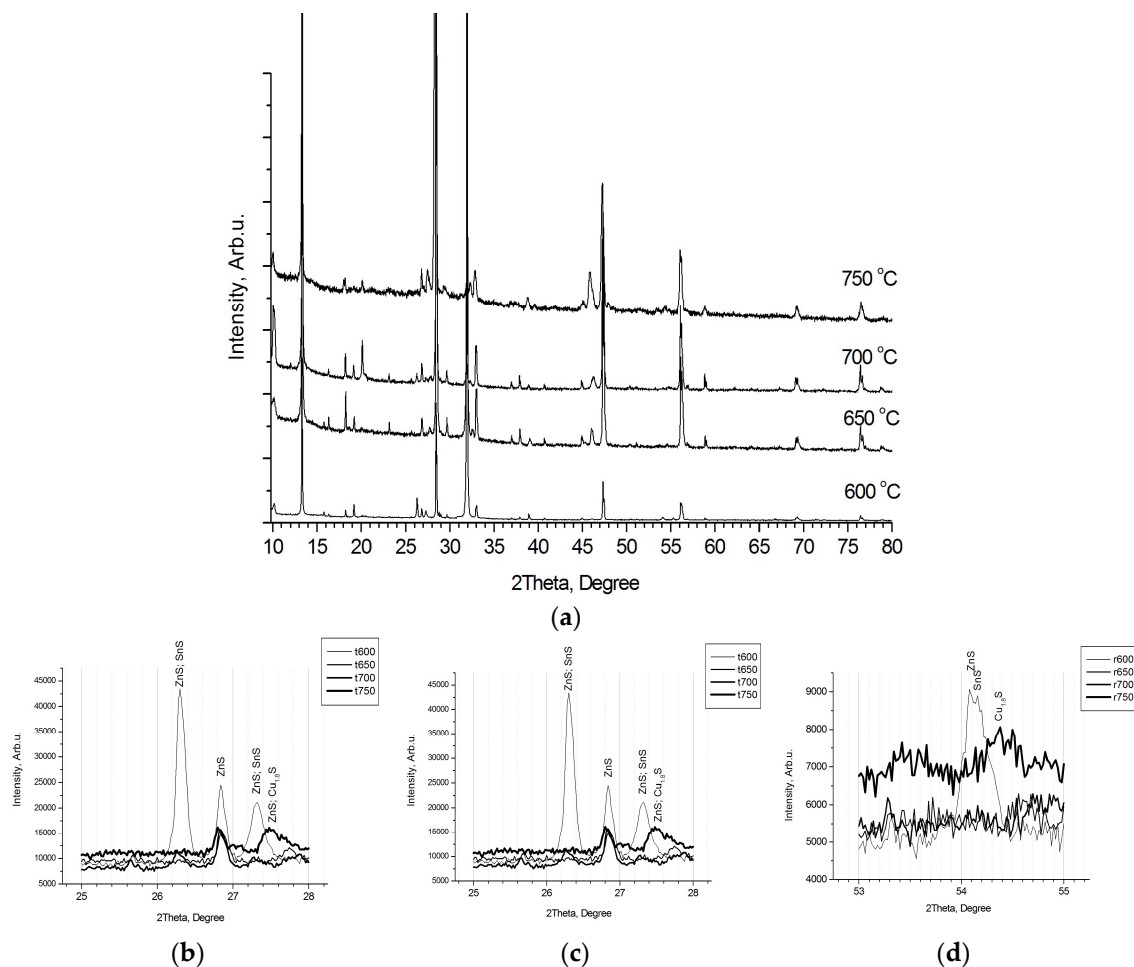 Intensity, Arb.u.
750 °C
700 °C
650 °C
600 °C
10 15 20 25 30 35 40 45 50 55 60 65 70 75 80
2Theta, Degree
(a)
t600
t650
t700
t750
ZnS; SnS
ZnS
ZnS; SnS
ZnS; Cu1.8S
Intensity, Arb.u.
45000
40000
35000
30000
25000
20000
15000
10000
5000
25 26 27 28
2Theta, Degree
(b)
t600
t650
t700
t750
ZnS; SnS
ZnS
ZnS; SnS
ZnS; Cu1.8S
Intensity, Arb.u.
45000
40000
35000
30000
25000
20000
15000
10000
5000
25 26 27 28
2Theta, Degree
(c)
r600
r650
r700
r750
ZnS
SnS
Cu1.8S
Intensity, Arb.u.
9000
8000
7000
6000
5000
4000
53 54 55
2Theta, Degree
(d)